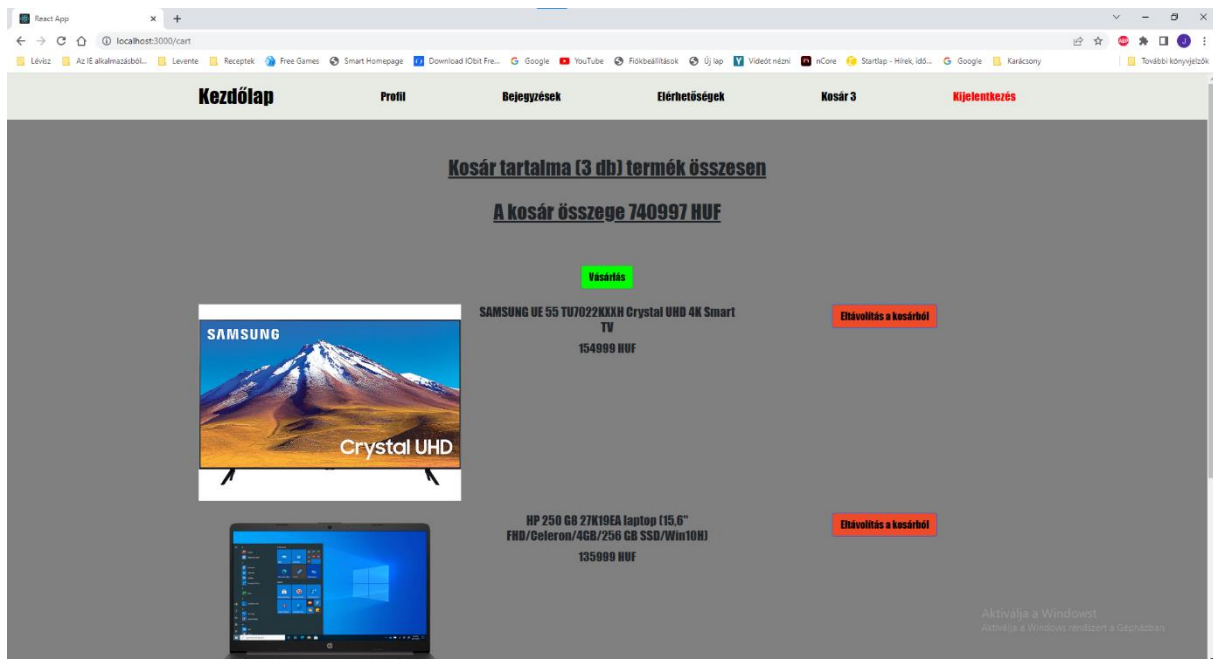 React App
localhost:3000/cart
Lévisz Az IE alkalmazásból... Levente Receptek Free Games Smart Homepage Download IObit Fre... Google YouTube Fiókbeállítások Új lap Videót nézni nCore Startlap - Hírek, idő... Google Karácsony További könyvjelzők
Kezdőlap Profil Bejegyzések Elérhetőségek Kosár 3 Kijelentkezés
Kosár tartalma (3 db) termék összesen
A kosár összege 740997 HUF
Vásárlás
SAMSUNG UE 55 TU7022KXXH Crystal UHD 4K Smart
TV
154999 HUF
Eltávolítás a kosárból
SAMSUNG
Crystal UHD
HP 250 G8 27K19EA laptop (15,6"
FHD/Celeron/4GB/256 GB SSD/Win10H)
135999 HUF
Eltávolítás a kosárból
Aktiválja a Windowst
Aktiválja a Windows rendszert a Gépházban